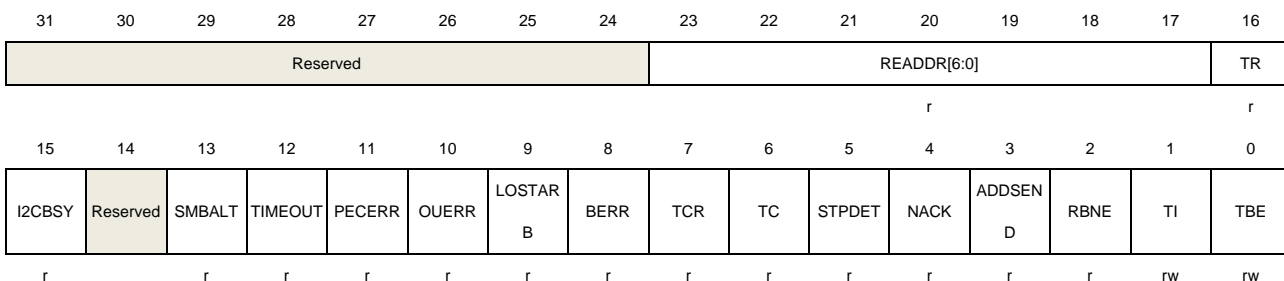 31 30 29 28 27 26 25 24 23 22 21 20 19 18 17 16
Reserved READDR[6:0] TR
r r
15 14 13 12 11 10 9 8 7 6 5 4 3 2 1 0
I2CBSY Reserved SMBALT TIMEOUT PECERR OUERR LOSTAR
B BERR TCR TC STPDET NACK ADDSEN
D RBNE TI TBE
r r r r r r r r r r r r r rw rw